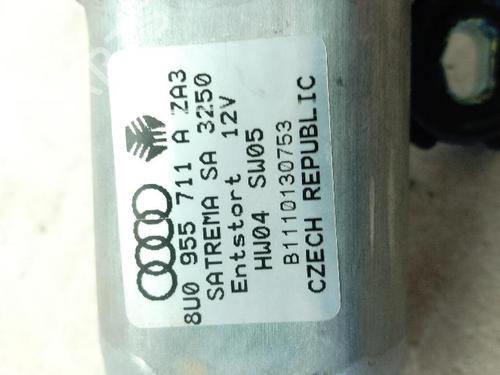 8U0 955 711 A ZA3
SATREMA SA 3250
Entstort 12V
HW04 SW05
B1110130753
CZECH REPUBLIC